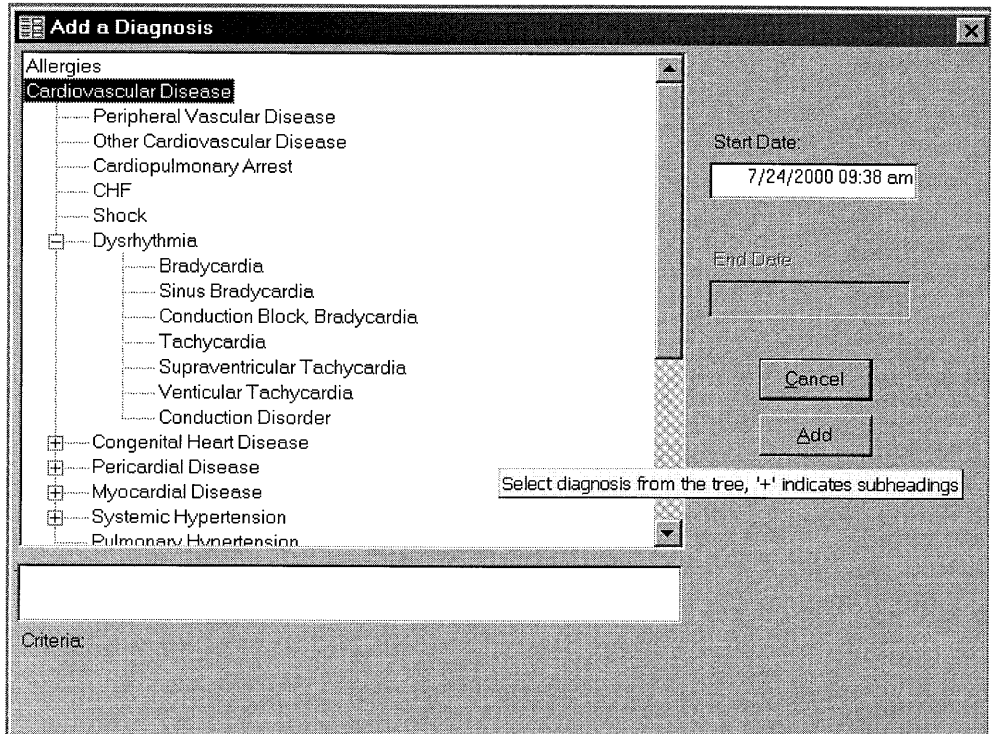 Add a Diagnosis
Allergies
Cardiovascular Disease
Peripheral Vascular Disease
Other Cardiovascular Disease
Cardiopulmonary Arrest
CHF
Shock
Dysrhythmia
Bradycardia
Sinus Bradycardia
Conduction Block, Bradycardia
Tachycardia
Supraventricular Tachycardia
Venticular Tachycardia
Conduction Disorder
Congenital Heart Disease
Pericardial Disease
Myocardial Disease
Systemic Hypertension
Pulmonary Hypertension
Start Date:
7/24/2000 09:38 am
End Date
Cancel
Add
Select diagnosis from the tree, '+' indicates subheadings
Criteria: